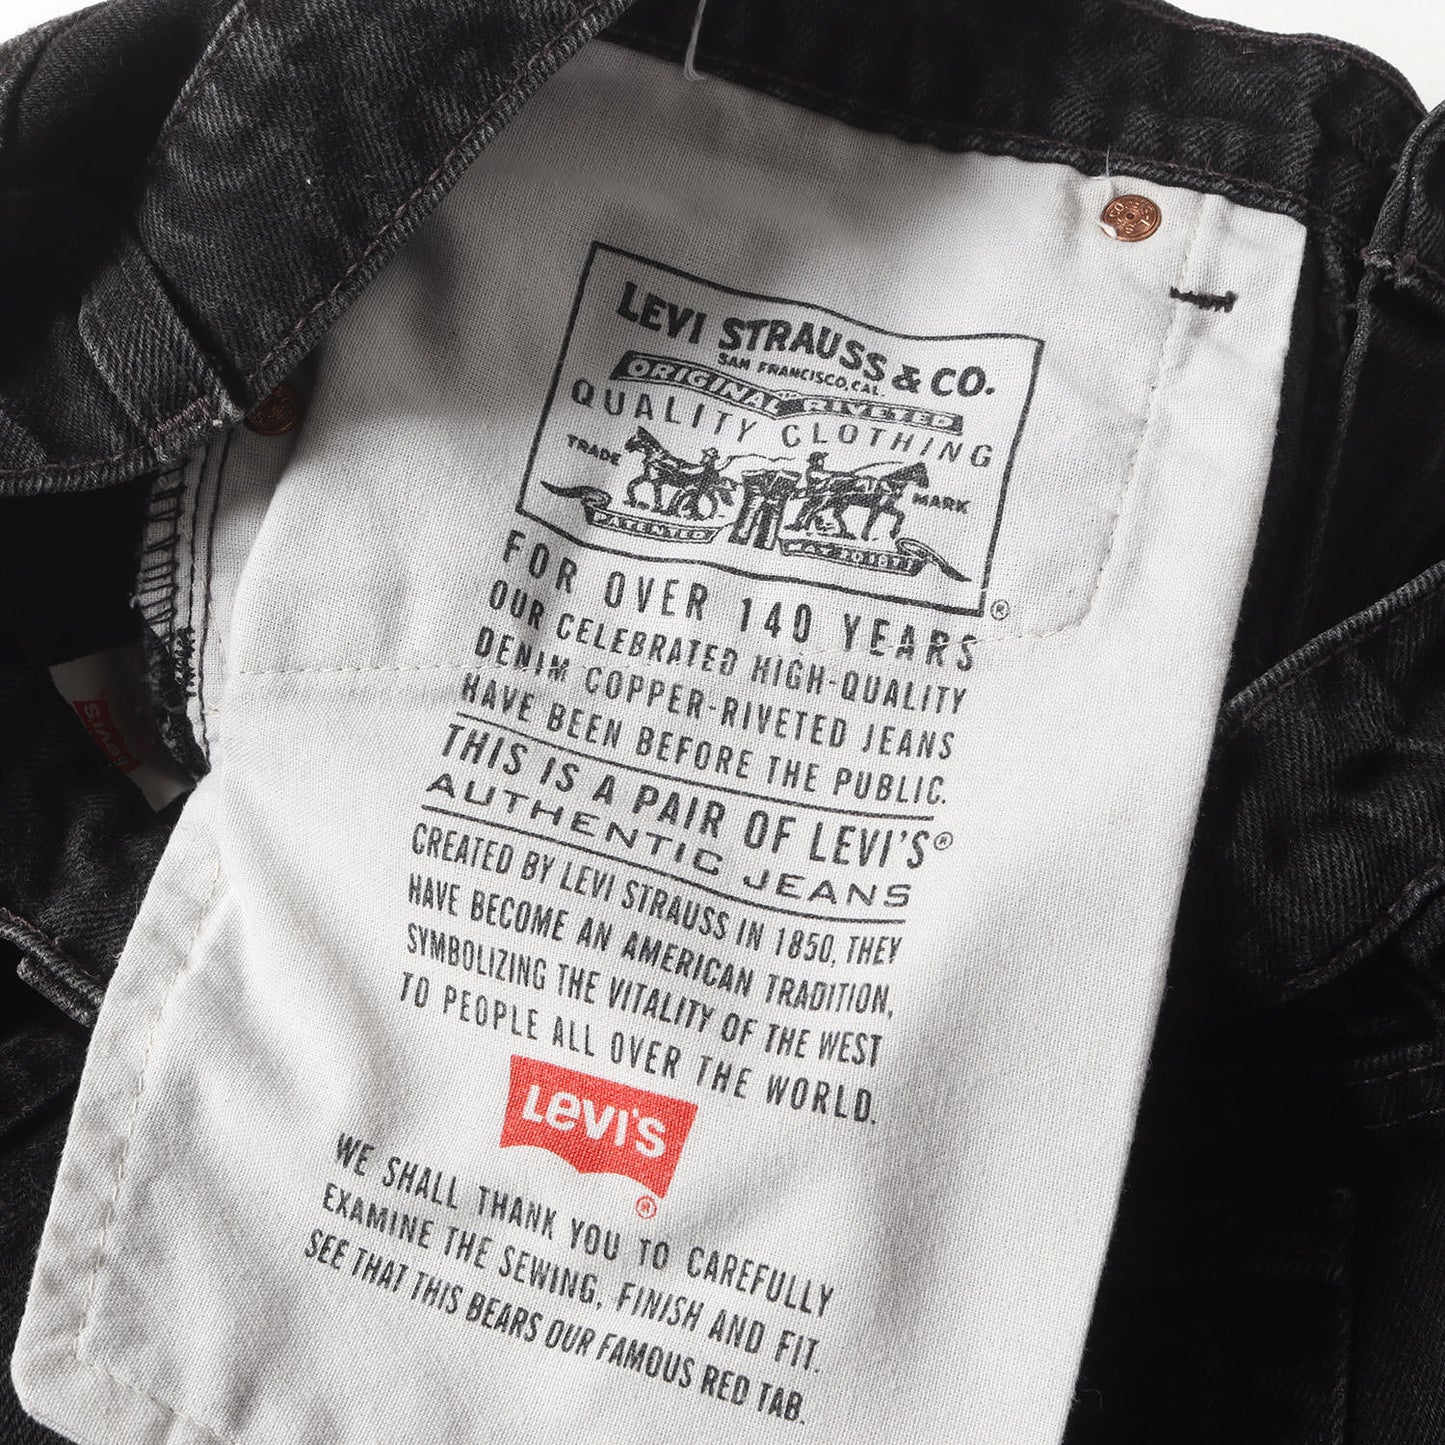 LEVI STRAUSS & CO.
SAN FRANCISCO, CAL.
ORIGINAL RIVETED
QUALITY CLOTHING
TRADE MARK
PATENTED MAY 20 1873
®
FOR OVER 140 YEARS
OUR CELEBRATED HIGH-QUALITY
DENIM COPPER-RIVETED JEANS
HAVE BEEN BEFORE THE PUBLIC.
THIS IS A PAIR OF LEVI'S®
AUTHENTIC JEANS
CREATED BY LEVI STRAUSS IN 1850, THEY
HAVE BECOME AN AMERICAN TRADITION,
SYMBOLIZING THE VITALITY OF THE WEST
TO PEOPLE ALL OVER THE WORLD.
Levi's
®
WE SHALL THANK YOU TO CAREFULLY
EXAMINE THE SEWING, FINISH AND FIT.
SEE THAT THIS BEARS OUR FAMOUS RED TAB.
Levi's